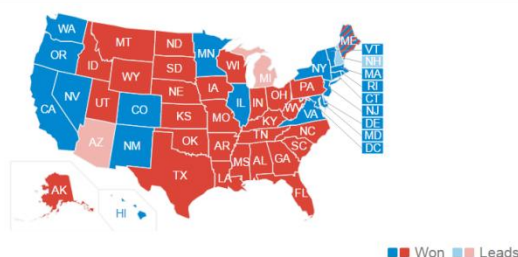 WA
MT
ND
MN
ME
VT
OR
ID
SD
WI
NY
NH
WY
MI
MA
NE
IA
PA
RI
NV
UT
IL
IN
OH
CT
CA
CO
WV
NJ
KS
MO
KY
VA
DE
TN
NC
MD
AZ
NM
OK
AR
SC
DC
MS
AL
GA
TX
LA
AK
FL
HI
Won
Leads